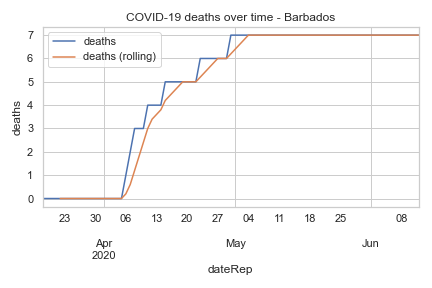 COVID-19 deaths over time - Barbados
deaths
deaths (rolling)
7
6
5
4
3
2
1
0
deaths
23 30 06 13 20 27 04 11 18 25 08
Apr May Jun
2020
dateRep